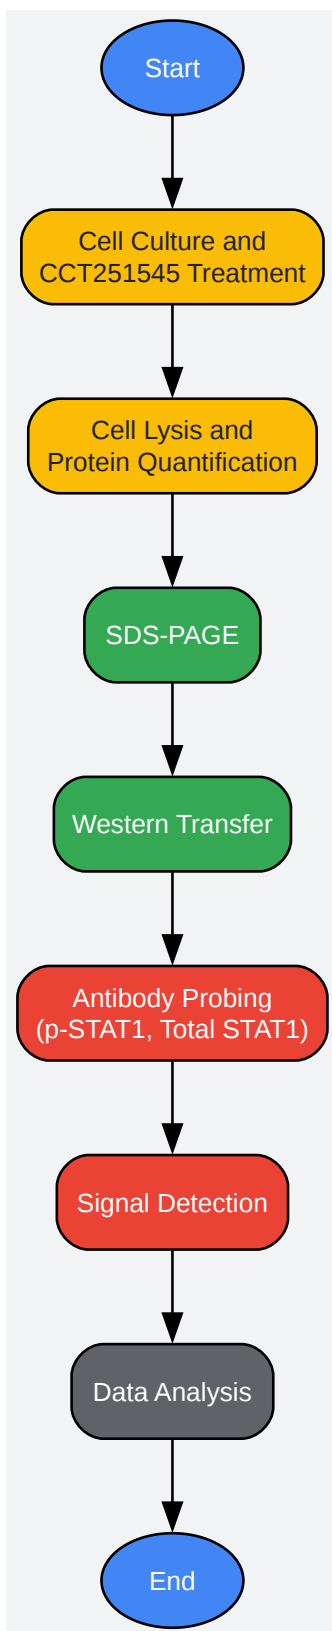 Start
Cell Culture and
CCT251545 Treatment
Cell Lysis and
Protein Quantification
SDS-PAGE
Western Transfer
Antibody Probing
(p-STAT1, Total STAT1)
Signal Detection
Data Analysis
End